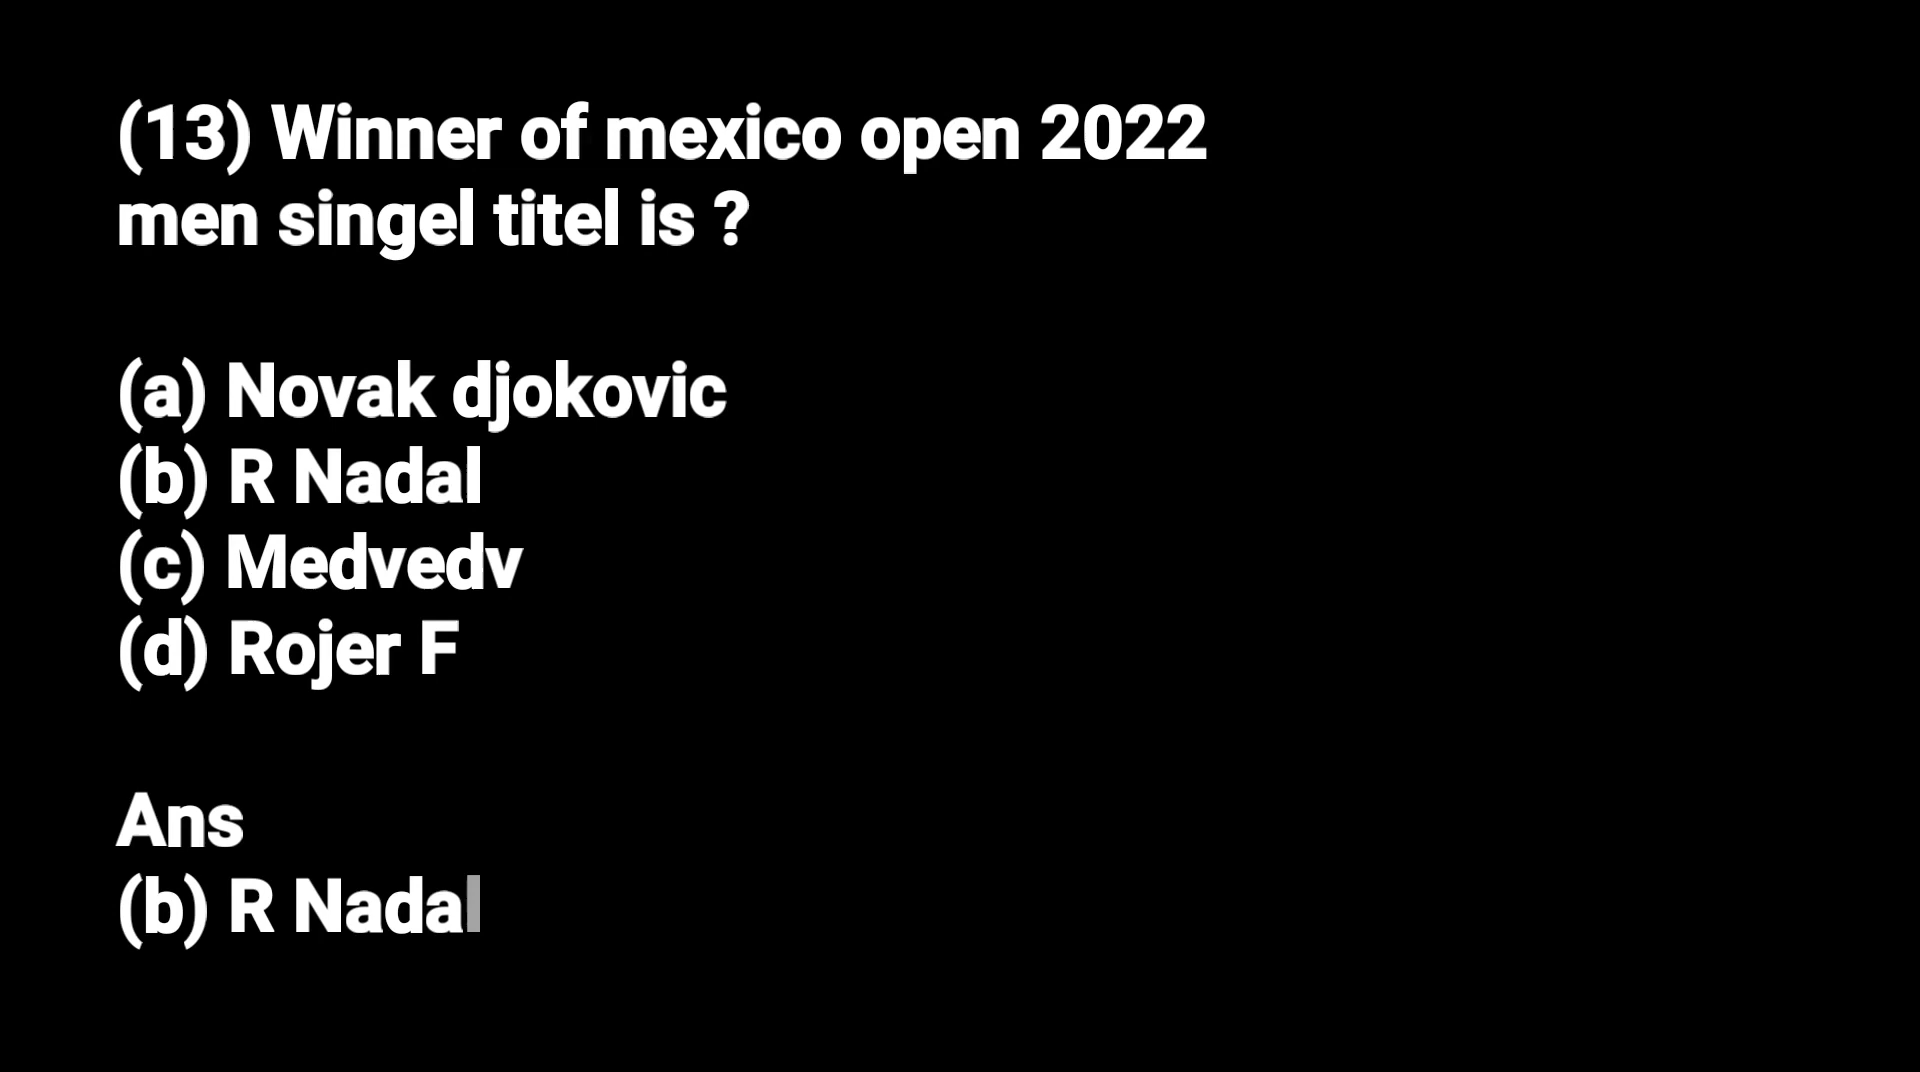 (13) Winner of mexico open 2022
men singel titel is ?
(a) Novak djokovic
(b) R Nadal
(c) Medvedv
(d) Rojer F
Ans
(b) R Nadal